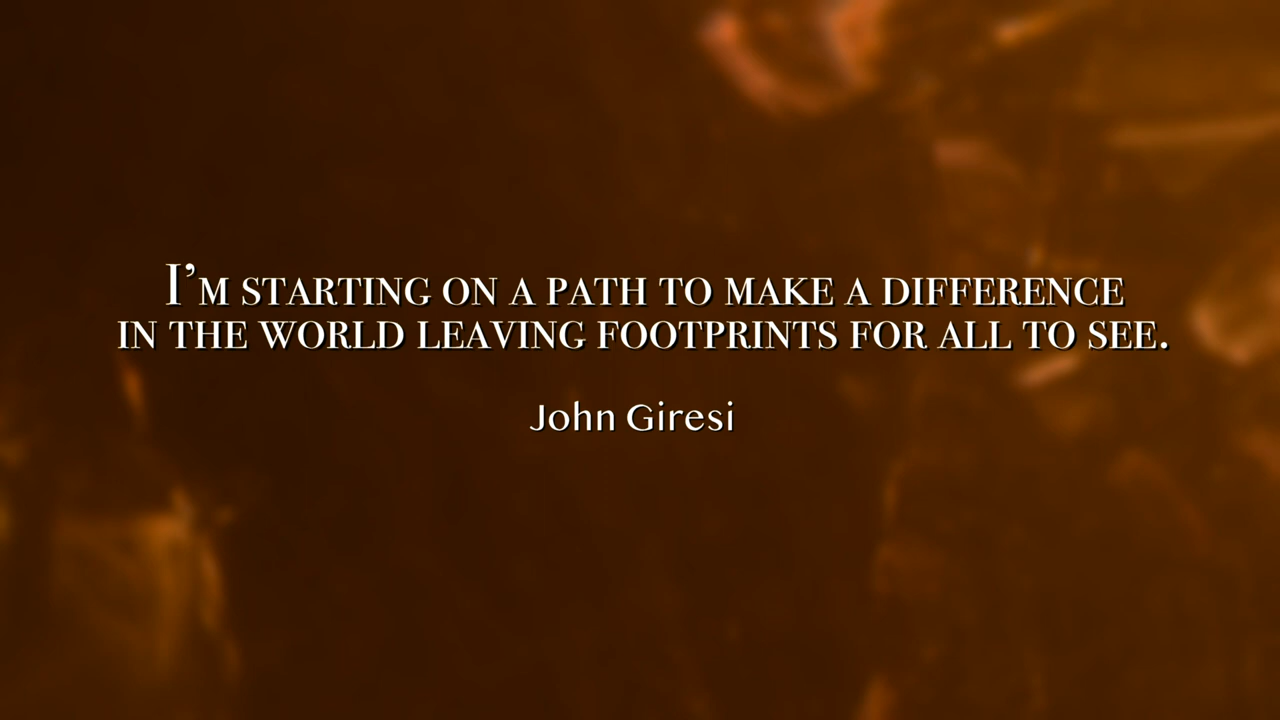 I’m starting on a path to make a difference
in the world leaving footprints for all to see.
John Giresi